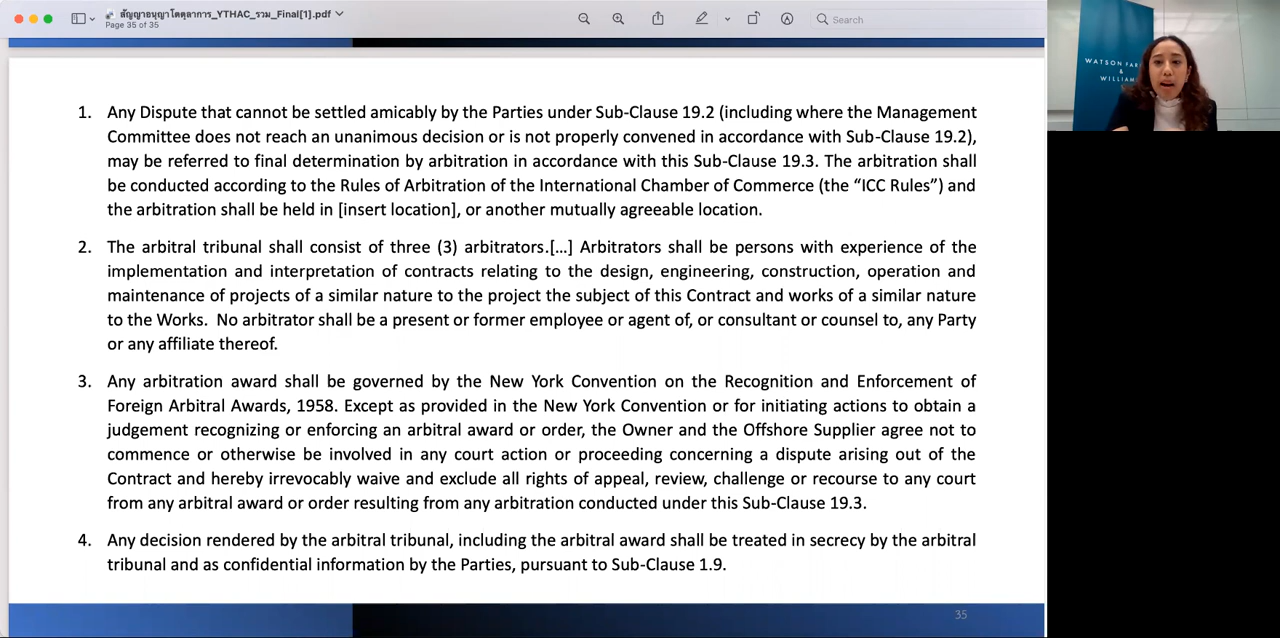 สัญญาอนุญาโตตุลาการ_YTHAC_รวม_Final[1].pdf
Page 35 of 35
Search
WATSON FAR
&
WILLIAM
1. Any Dispute that cannot be settled amicably by the Parties under Sub-Clause 19.2 (including where the Management
Committee does not reach an unanimous decision or is not properly convened in accordance with Sub-Clause 19.2),
may be referred to final determination by arbitration in accordance with this Sub-Clause 19.3. The arbitration shall
be conducted according to the Rules of Arbitration of the International Chamber of Commerce (the “ICC Rules”) and
the arbitration shall be held in [insert location], or another mutually agreeable location.
2. The arbitral tribunal shall consist of three (3) arbitrators.[…] Arbitrators shall be persons with experience of the
implementation and interpretation of contracts relating to the design, engineering, construction, operation and
maintenance of projects of a similar nature to the project the subject of this Contract and works of a similar nature
to the Works. No arbitrator shall be a present or former employee or agent of, or consultant or counsel to, any Party
or any affiliate thereof.
3. Any arbitration award shall be governed by the New York Convention on the Recognition and Enforcement of
Foreign Arbitral Awards, 1958. Except as provided in the New York Convention or for initiating actions to obtain a
judgement recognizing or enforcing an arbitral award or order, the Owner and the Offshore Supplier agree not to
commence or otherwise be involved in any court action or proceeding concerning a dispute arising out of the
Contract and hereby irrevocably waive and exclude all rights of appeal, review, challenge or recourse to any court
from any arbitral award or order resulting from any arbitration conducted under this Sub-Clause 19.3.
4. Any decision rendered by the arbitral tribunal, including the arbitral award shall be treated in secrecy by the arbitral
tribunal and as confidential information by the Parties, pursuant to Sub-Clause 1.9.
35